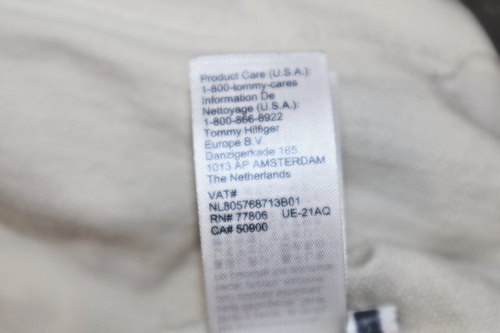 Product Care (U.S.A.):
1-800-tommy-cares
Information De
Nettoyage (U.S.A.):
1-800-866-6922
Tommy Hilfiger
Europe B.V
Danzigerkade 165
1013 AP AMSTERDAM
The Netherlands
VAT#
NL805768713B01
RN# 77806 UE-21AQ
CA# 50900